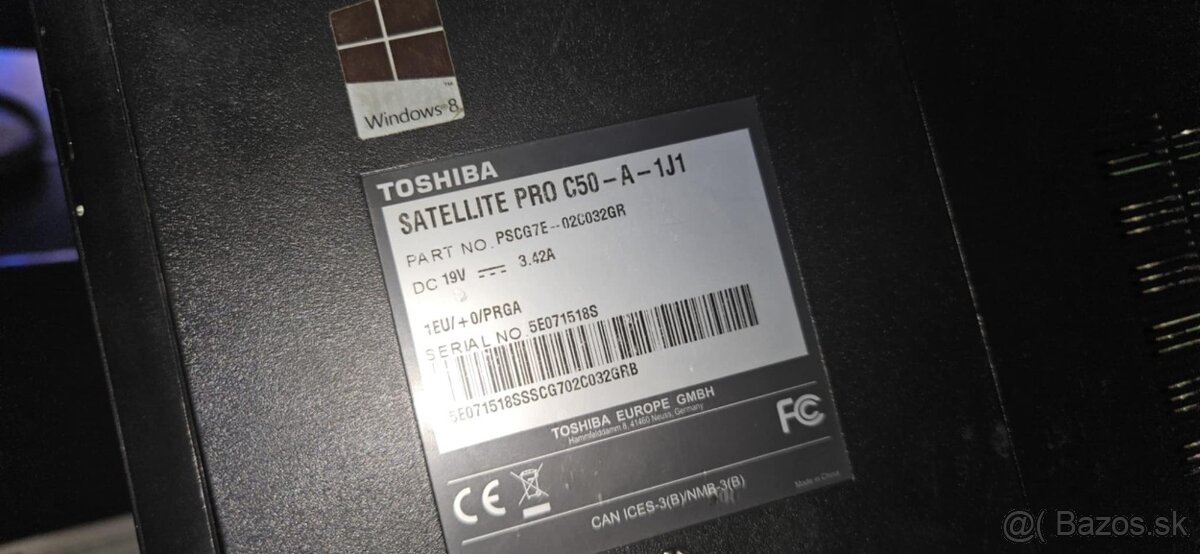 Windows 8
TOSHIBA
SATELLITE PRO C50-A-1J1
PART NO. PSCG7E--02C032GR
DC 19V 3.42A
1EU/+0/PRGA
SERIAL NO. 5E071518S
5E071518SSSCG702C032GRB
TOSHIBA EUROPE GMBH
Hammfelddamm 8, 41460 Neuss, Germany
FC
CE
CAN ICES-3(B)/NMB-3(B)
Made in China
@( Bazos.sk